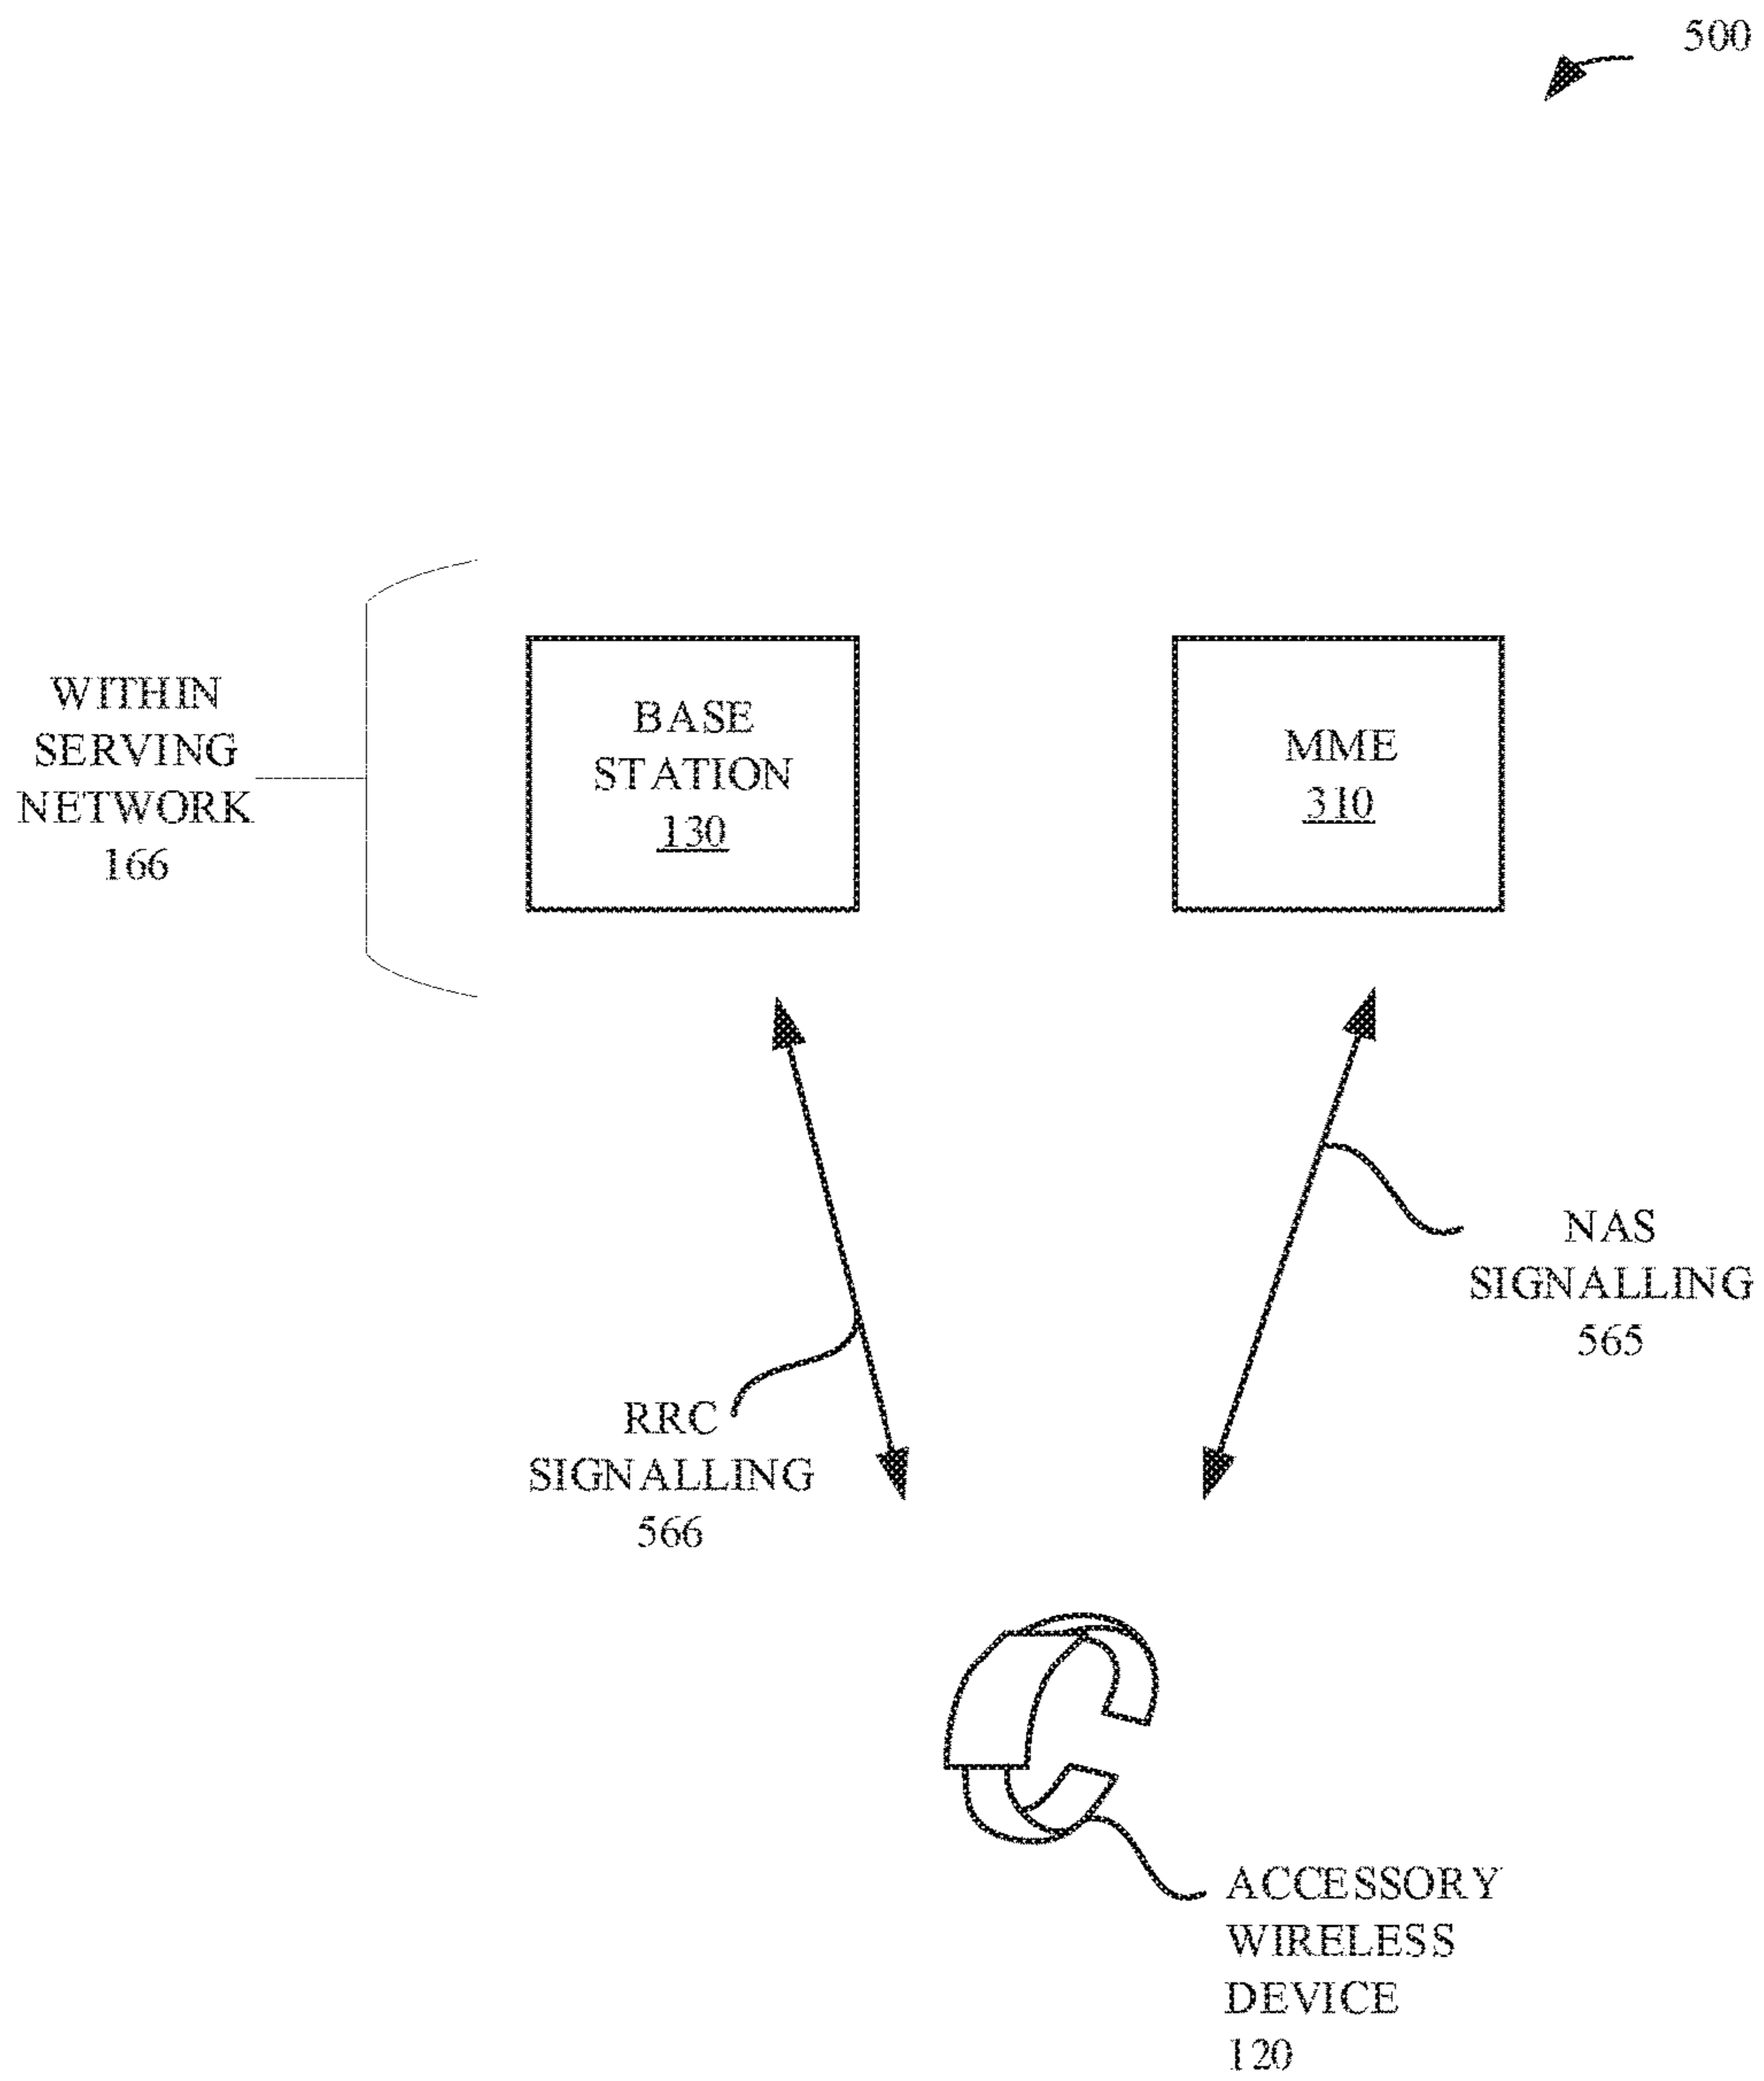 500
WITHIN
SERVING
NETWORK
166
BASE
STATION
130
MME
310
NAS
SIGNALLING
565
RRC
SIGNALLING
566
ACCESSORY
WIRELESS
DEVICE
120